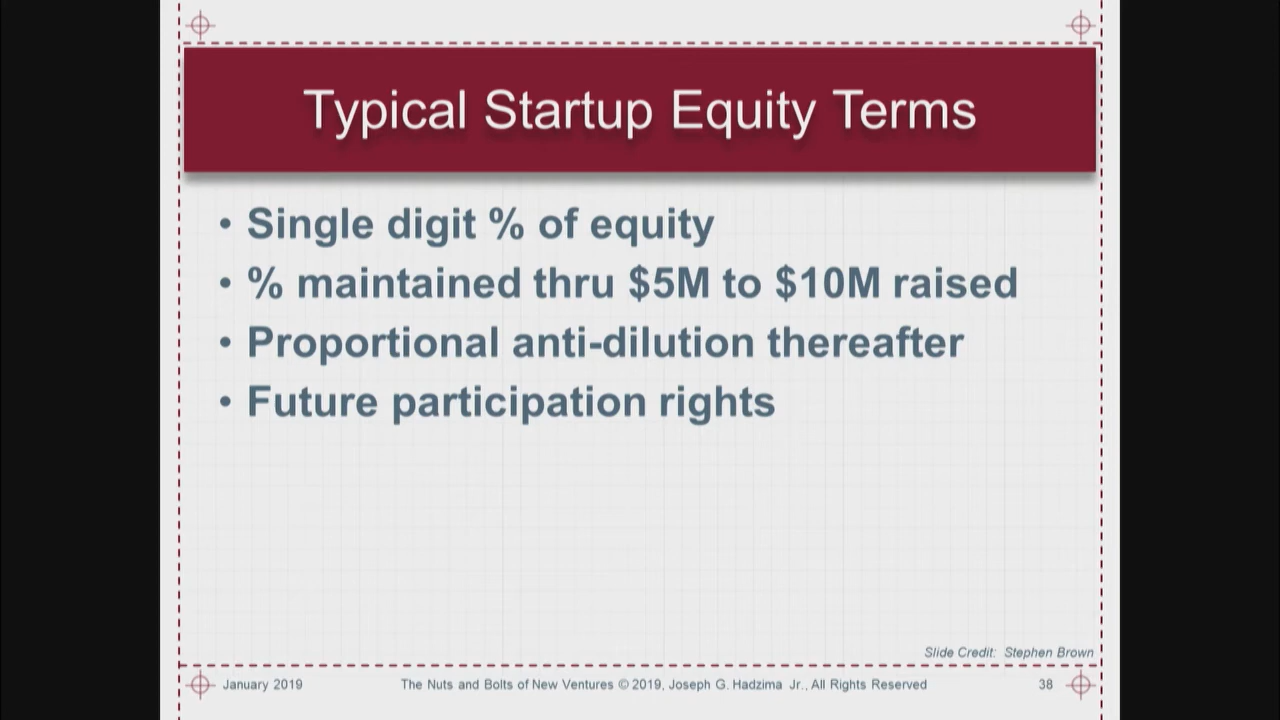 Typical Startup Equity Terms
• Single digit % of equity
• % maintained thru $5M to $10M raised
• Proportional anti-dilution thereafter
• Future participation rights
Slide Credit: Stephen Brown
January 2019 The Nuts and Bolts of New Ventures © 2019, Joseph G. Hadzima Jr., All Rights Reserved 38